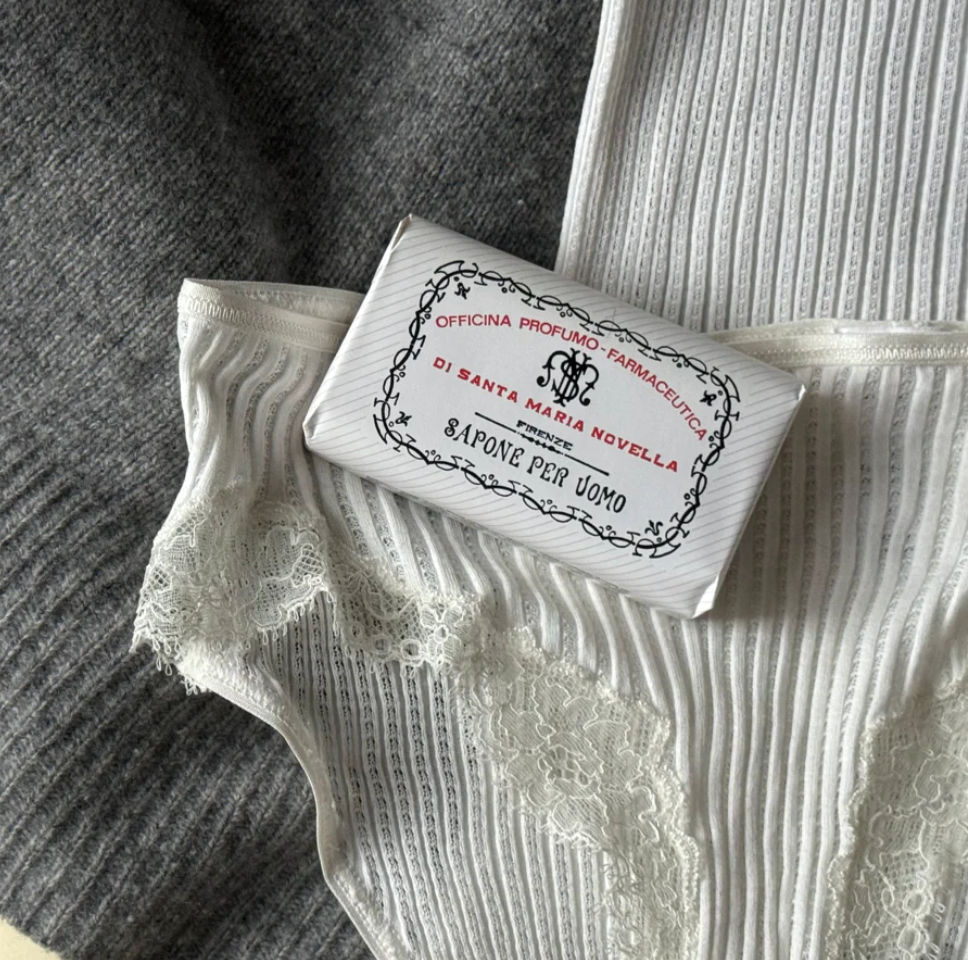 OFFICINA PROFUMO-FARMACEUTICA
DI SANTA MARIA NOVELLA
FIRENZE
SAPONE PER UOMO